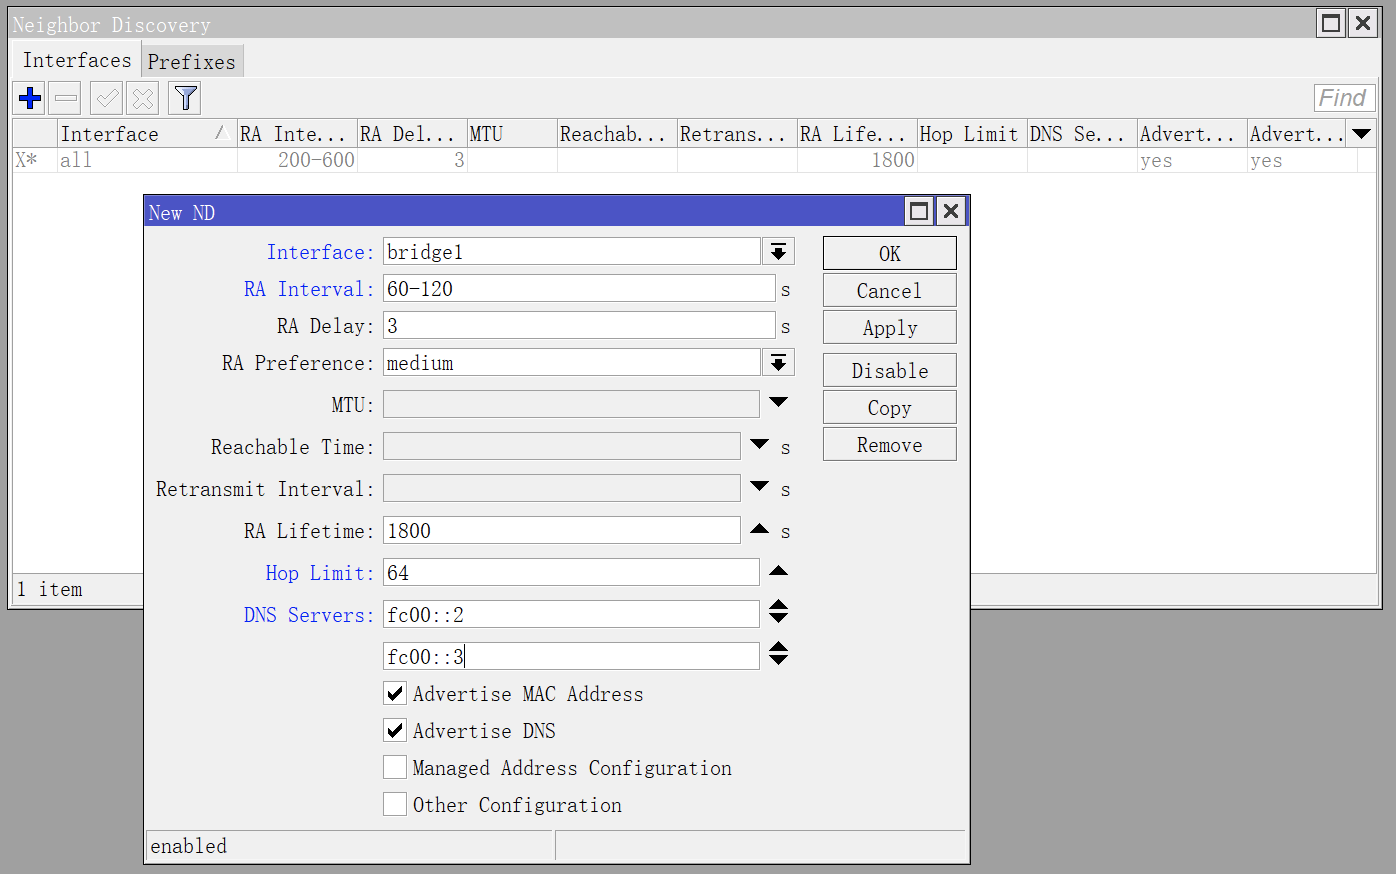 Neighbor Discovery
Interfaces Prefixes
Find
Interface RA Inte... RA Del... MTU Reachab... Retrans... RA Life... Hop Limit DNS Se... Advert... Advert...
X* all 200-600 3 1800 yes yes
New ND
Interface: bridge1 OK
RA Interval: 60-120 s Cancel
RA Delay: 3 s Apply
RA Preference: medium Disable
MTU: Copy
Reachable Time: s Remove
Retransmit Interval: s
RA Lifetime: 1800 s
Hop Limit: 64
DNS Servers: fc00::2
fc00::3
Advertise MAC Address
Advertise DNS
Managed Address Configuration
Other Configuration
enabled
1 item